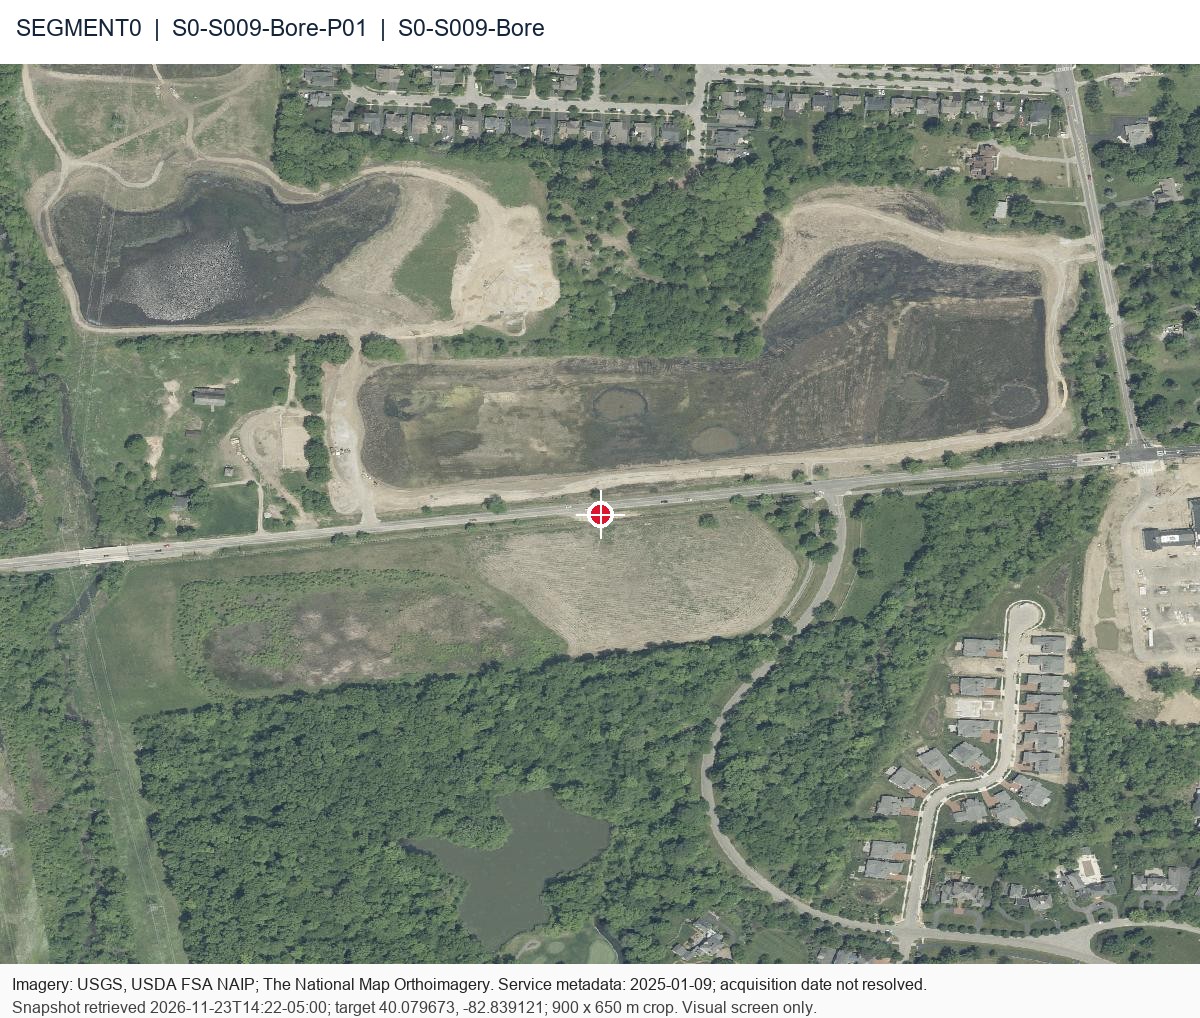 SEGMENT0 | S0-S009-Bore-P01 | S0-S009-Bore
Imagery: USGS, USDA FSA NAIP; The National Map Orthoimagery. Service metadata: 2025-01-09; acquisition date not resolved.
Snapshot retrieved 2026-11-23T14:22-05:00; target 40.079673, -82.839121; 900 x 650 m crop. Visual screen only.